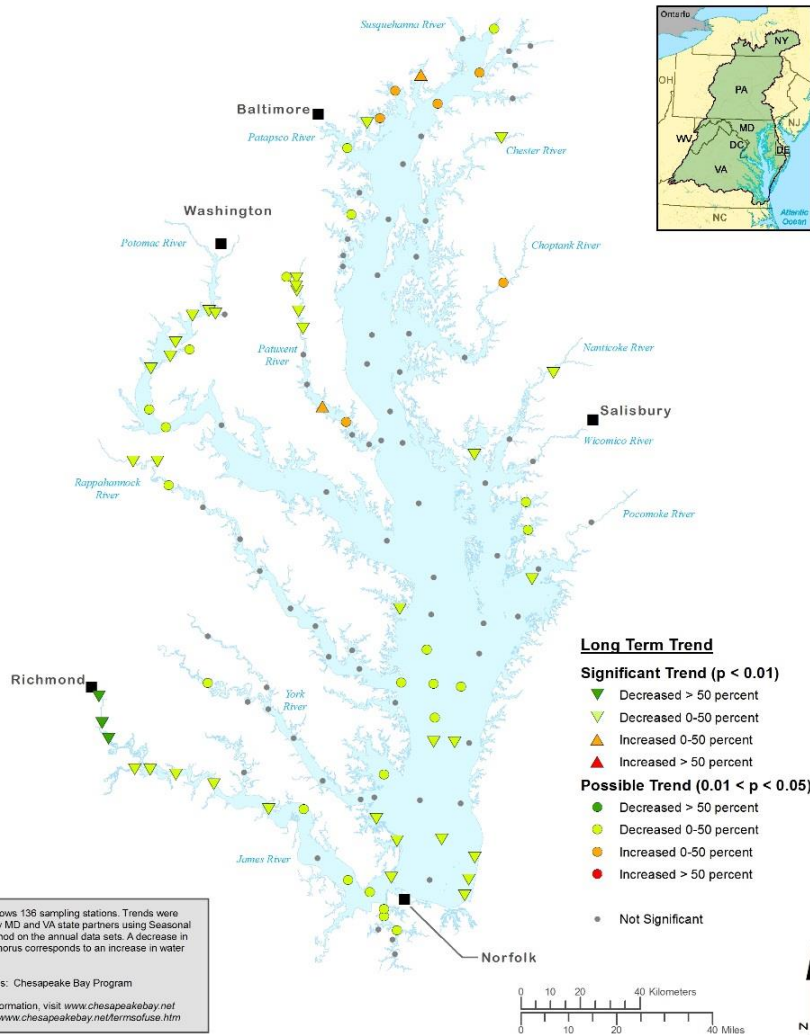 Susquehanna River
Ontario
NY
OH
PA
NJ
MD
WV
DC
DE
VA
NC
Atlantic
Ocean
Baltimore
Patapsco River
Chester River
Washington
Potomac River
Choptank River
Patuxent
River
Nanticoke River
Salisbury
Wicomico River
Rappahannock
River
Pocomoke River
Richmond
York
River
James River
Norfolk
Long Term Trend
Significant Trend (p < 0.01)
Decreased > 50 percent
Decreased 0-50 percent
Increased 0-50 percent
Increased > 50 percent
Possible Trend (0.01 < p < 0.05)
Decreased > 50 percent
Decreased 0-50 percent
Increased 0-50 percent
Increased > 50 percent
Not Significant
ows 136 sampling stations. Trends were
y MD and VA state partners using Seasonal
hod on the annual data sets. A decrease in
horus corresponds to an increase in water
s: Chesapeake Bay Program
formation, visit www.chesapeakebay.net
www.chesapeakebay.net/termsofuse.htm
0 10 20 40 Kilometers
0 10 20 40 Miles
N